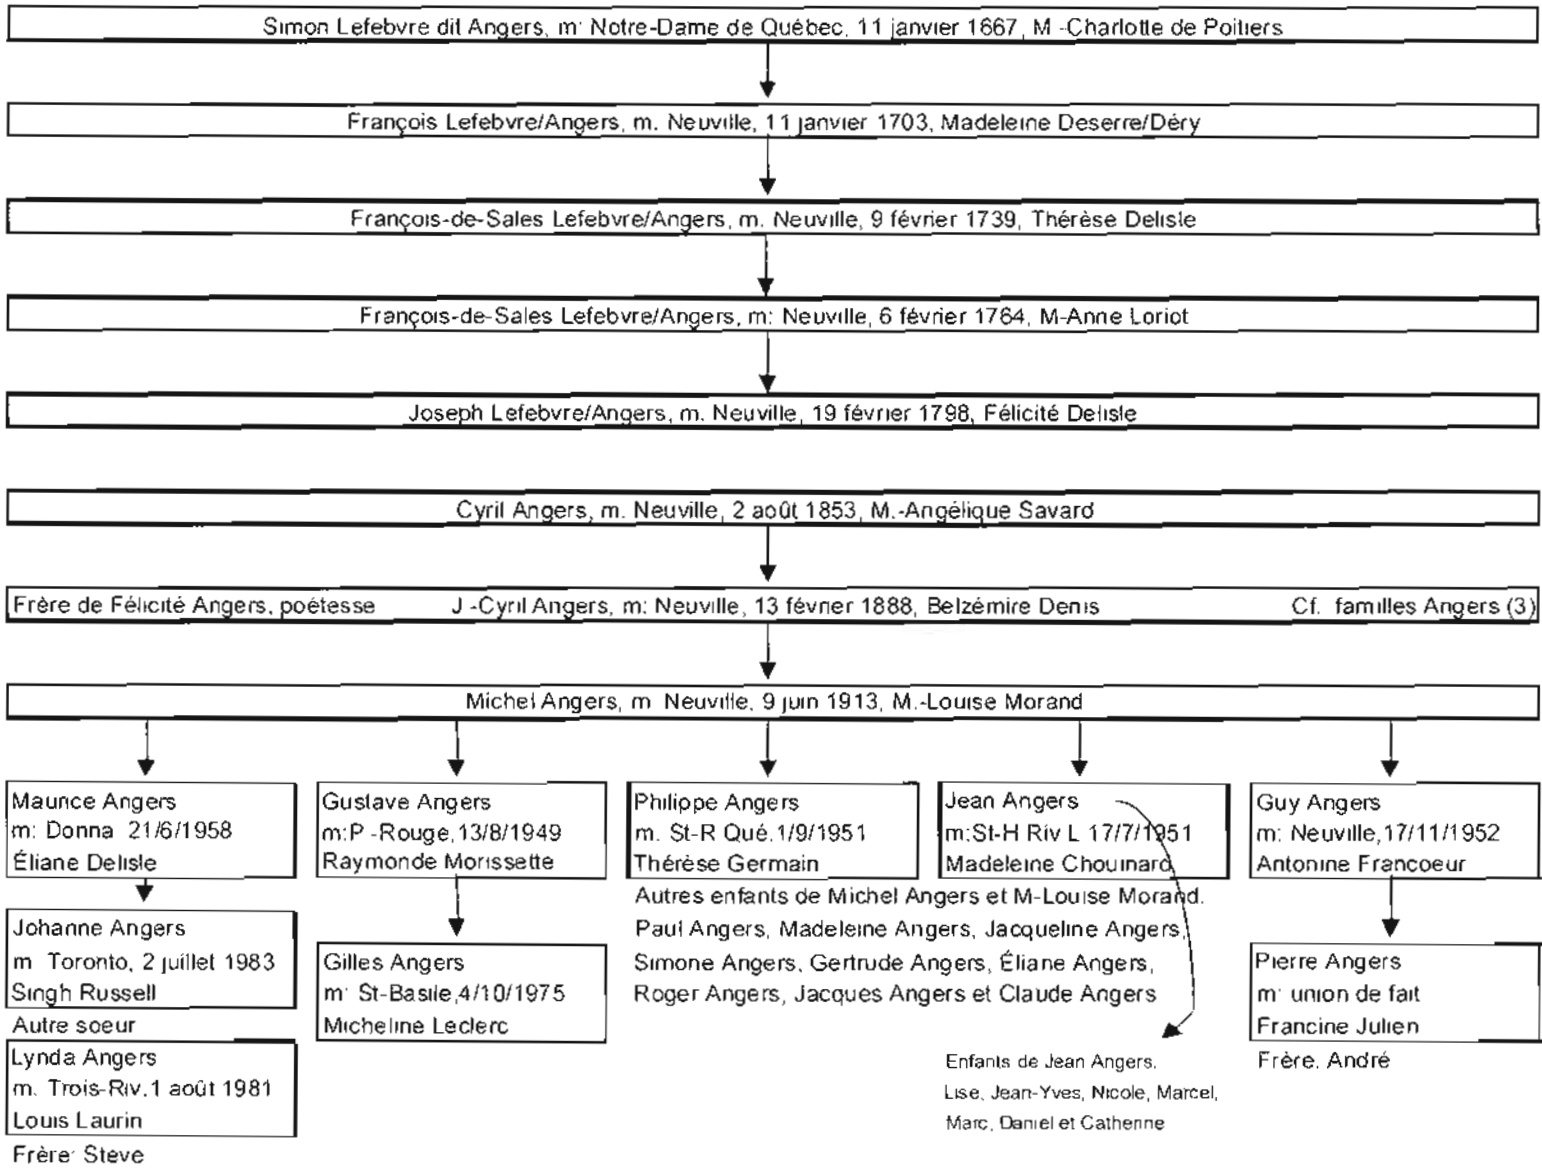 Simon Lefebvre dit Angers, m: Notre-Dame de Québec, 11 janvier 1667, M -Charlotte de Poitiers
François Lefebvre/Angers, m. Neuville, 11 janvier 1703, Madeleine Deserre/Déry
François-de-Sales Lefebvre/Angers, m. Neuville, 9 février 1739, Thérèse Delisle
François-de-Sales Lefebvre/Angers, m: Neuville, 6 février 1764, M-Anne Loriot
Joseph Lefebvre/Angers, m. Neuville, 19 février 1798, Félicité Delisle
Cyril Angers, m. Neuville, 2 août 1853, M.-Angélique Savard
Frère de Félicité Angers, poétesse J -Cyril Angers, m: Neuville, 13 février 1888, Belzémire Denis Cf. familles Angers (3)
Michel Angers, m Neuville, 9 juin 1913, M.-Louise Morand
Maurice Angers
m: Donna 21/6/1958
Éliane Delisle
Johanne Angers
m Toronto, 2 juillet 1983
Singh Russell
Autre soeur
Lynda Angers
m. Trois-Riv.1 août 1981
Louis Laurin
Frère: Steve
Gustave Angers
m:P -Rouge,13/8/1949
Raymonde Morissette
Gilles Angers
m: St-Basile,4/10/1975
Micheline Leclerc
Philippe Angers
m. St-R Qué.1/9/1951
Thérèse Germain
Autres enfants de Michel Angers et M-Louise Morand.
Paul Angers, Madeleine Angers, Jacqueline Angers,
Simone Angers, Gertrude Angers, Éliane Angers,
Roger Angers, Jacques Angers et Claude Angers
Jean Angers
m:St-H Riv L 17/7/1951
Madeleine Chouinard
Enfants de Jean Angers.
Lise, Jean-Yves, Nicole, Marcel,
Marc, Daniel et Catherine
Guy Angers
m: Neuville,17/11/1952
Antonine Francoeur
Pierre Angers
m: union de fait
Francine Julien
Frère. André